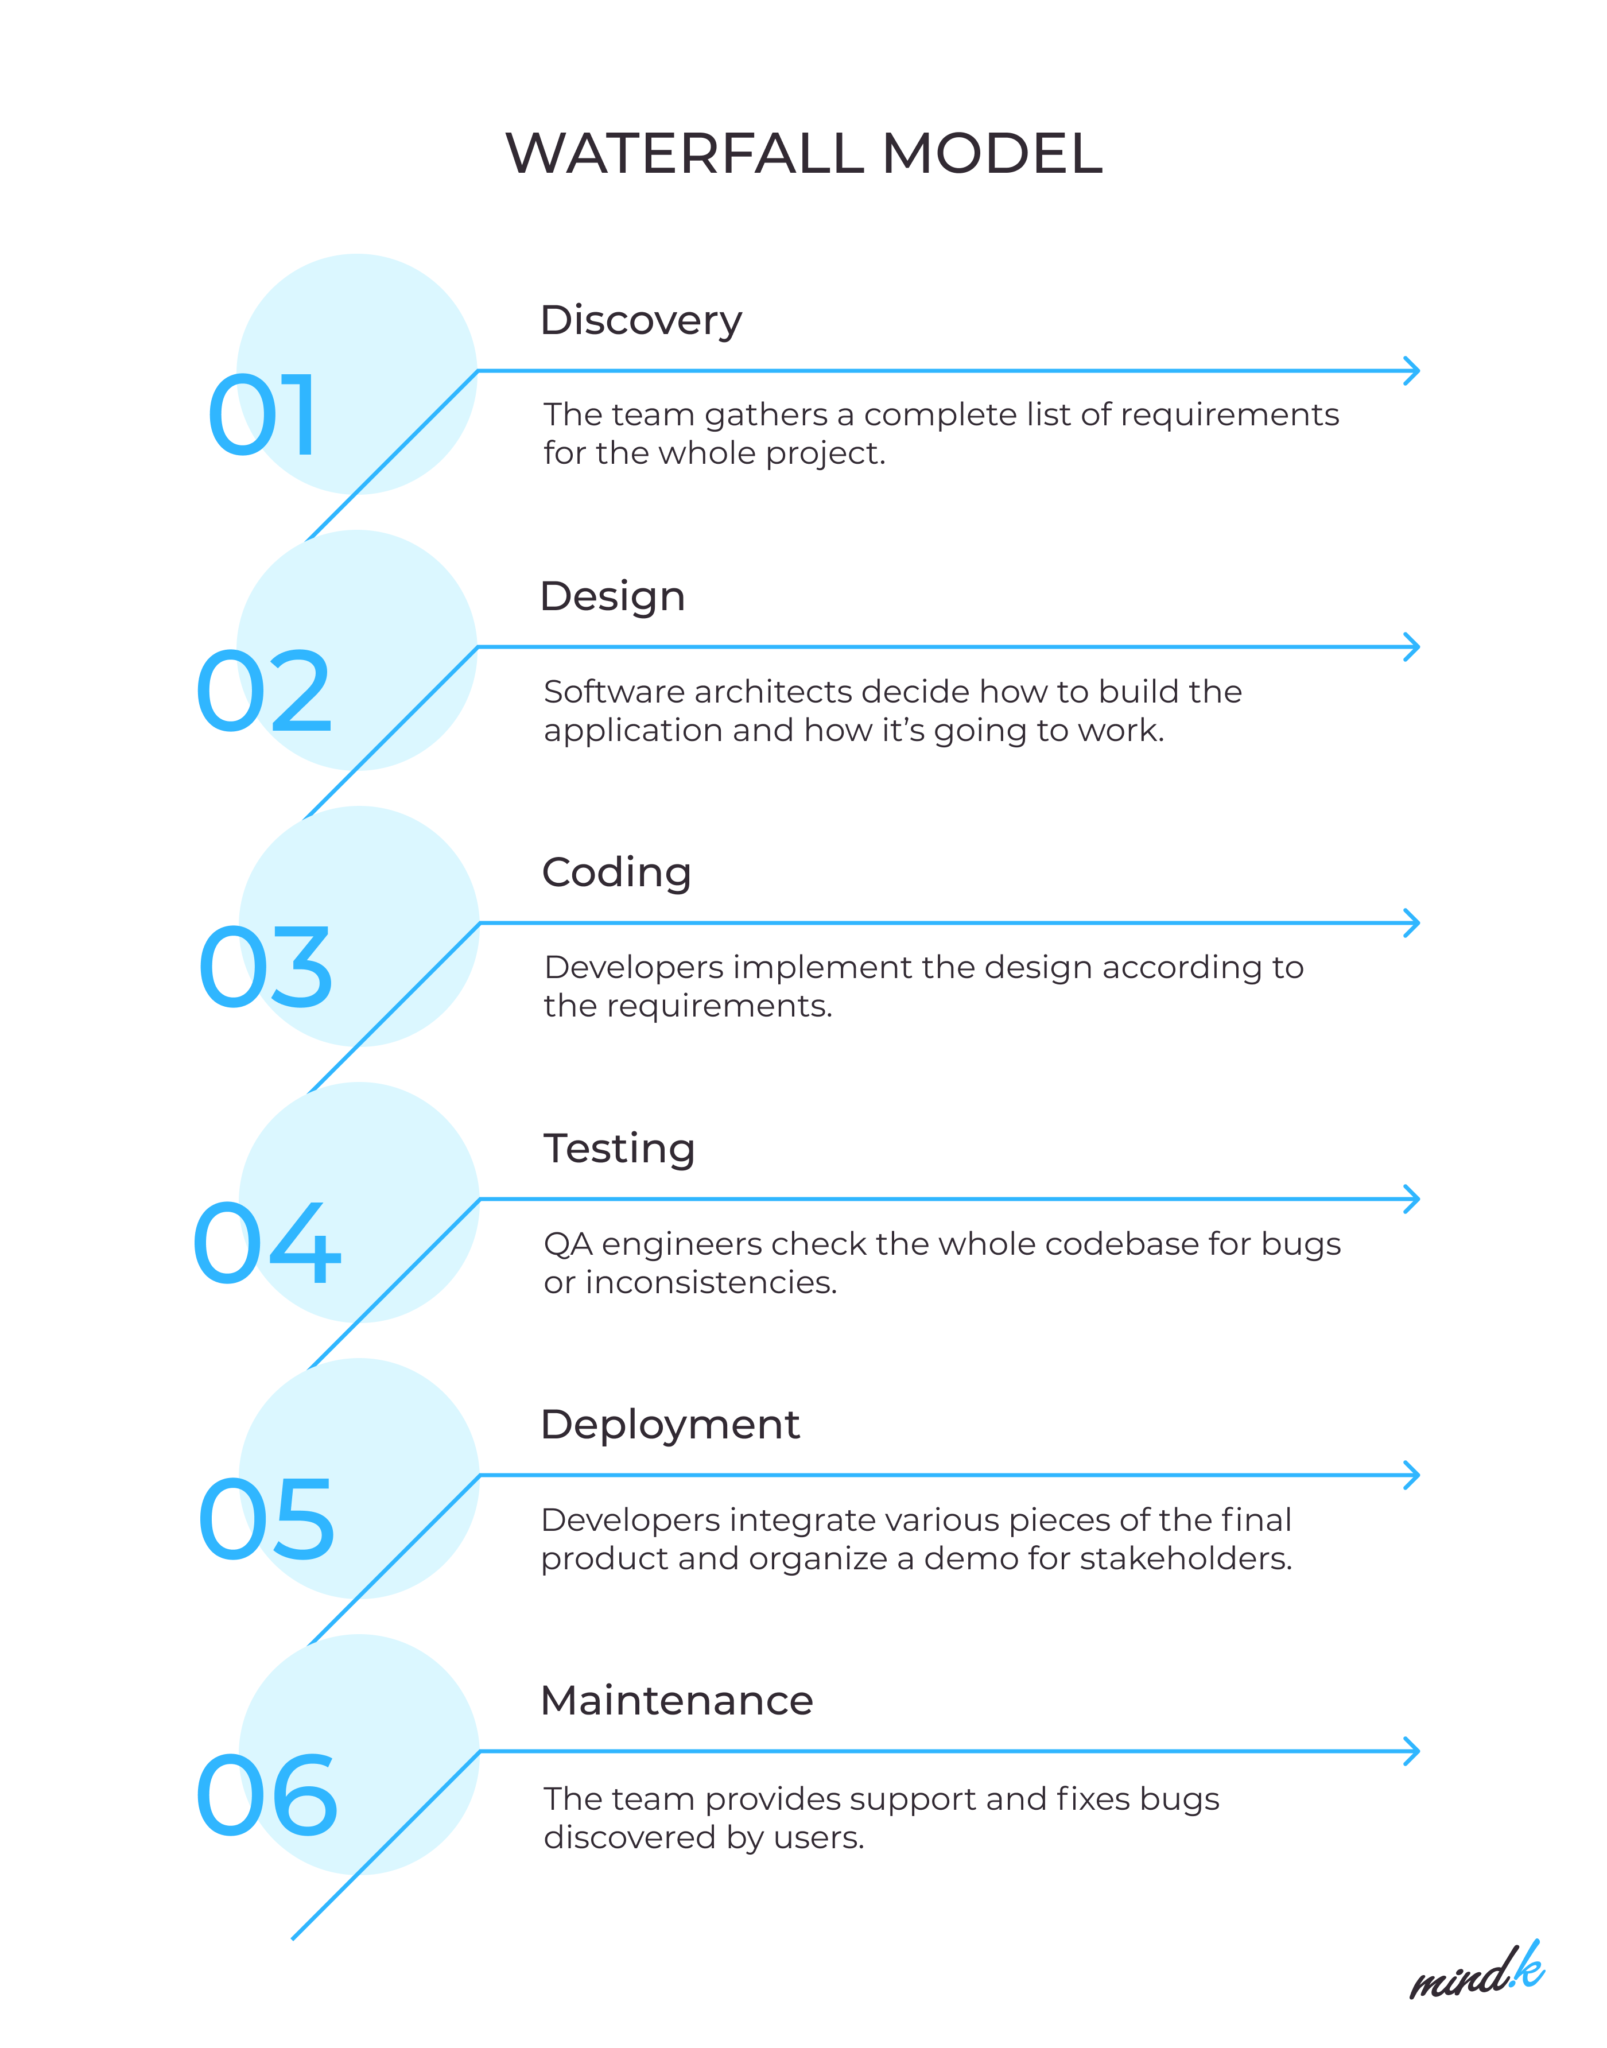 WATERFALL MODEL
01
Discovery
The team gathers a complete list of requirements
for the whole project.
02
Design
Software architects decide how to build the
application and how it’s going to work.
03
Coding
Developers implement the design according to
the requirements.
04
Testing
QA engineers check the whole codebase for bugs
or inconsistencies.
05
Deployment
Developers integrate various pieces of the final
product and organize a demo for stakeholders.
06
Maintenance
The team provides support and fixes bugs
discovered by users.
mind.k